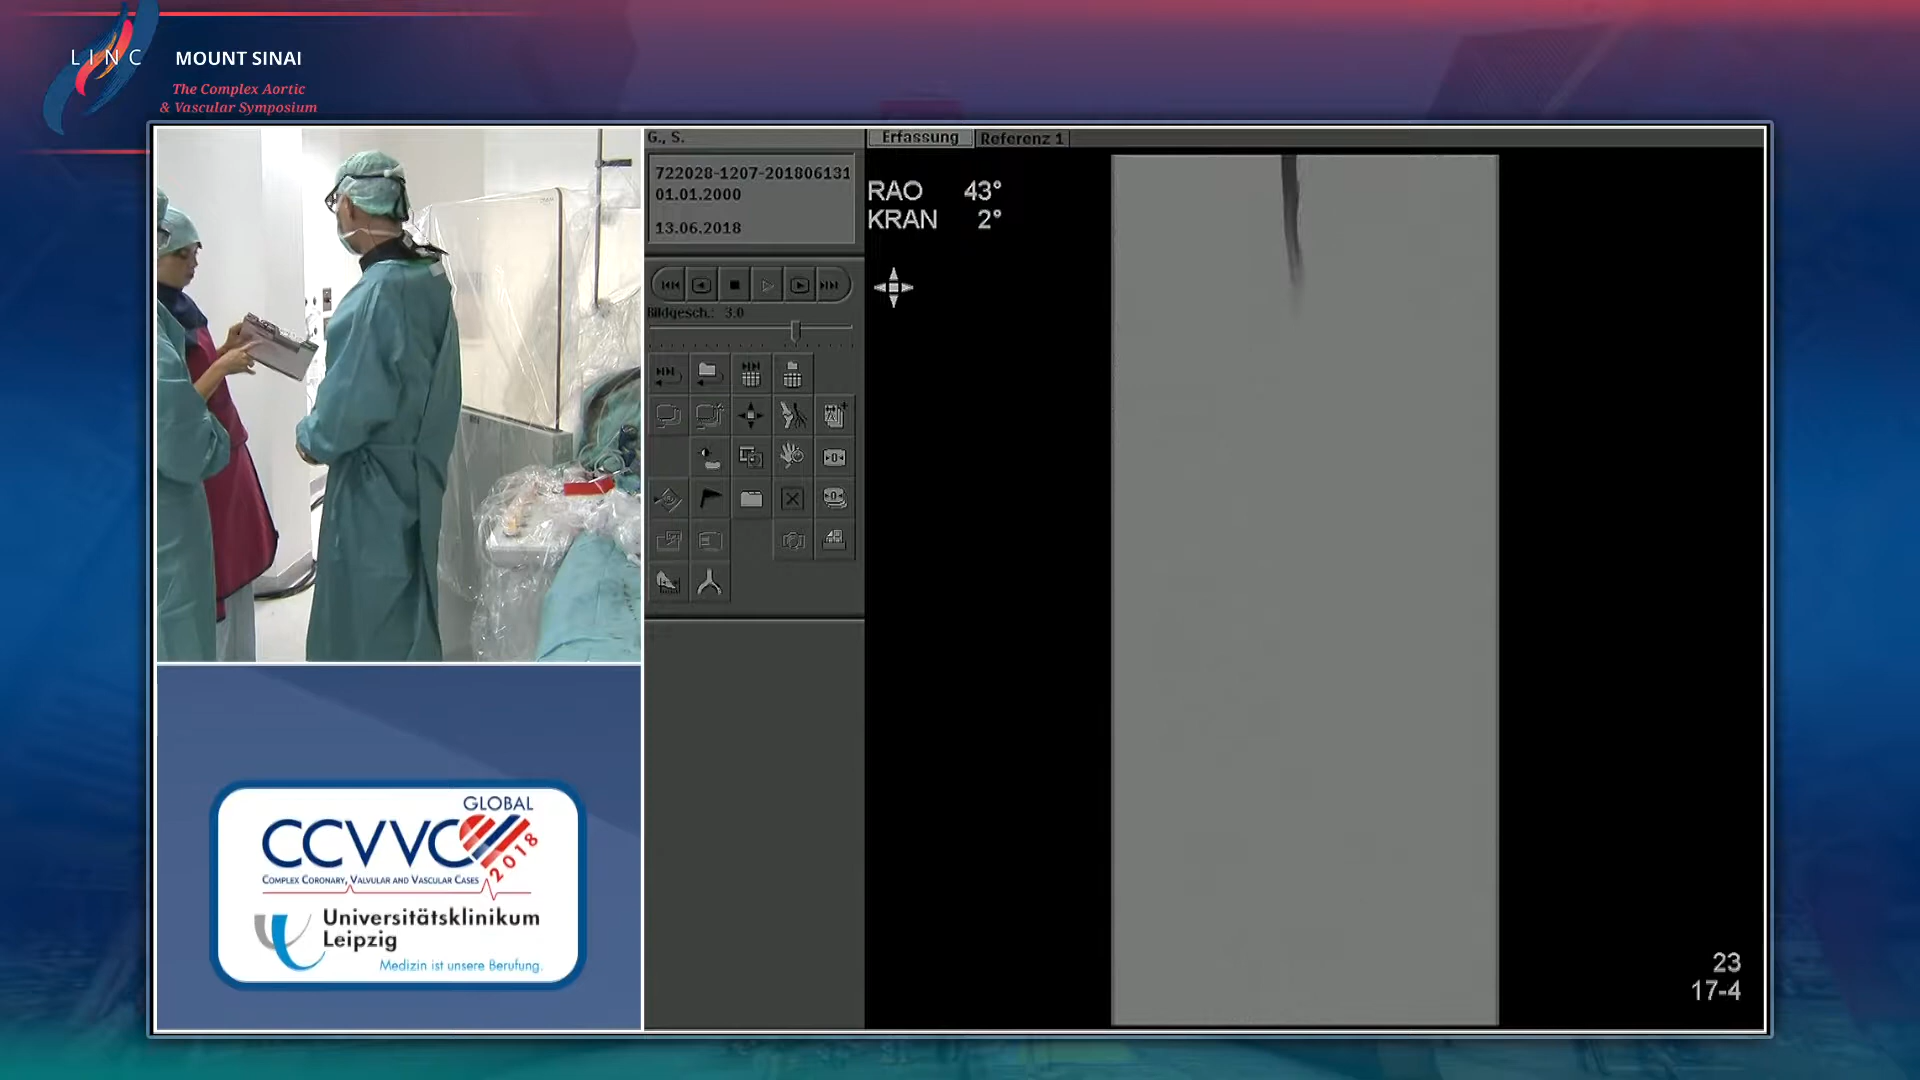 LINC
MOUNT SINAI
The Complex Aortic
& Vascular Symposium
G., S.
722028-1207-201806131
01.01.2000
13.06.2018
Bildgesch.: 3.0
Erfassung
Referenz 1
RAO 43°
KRAN 2°
23
17-4
GLOBAL
CCVVC
2018
COMPLEX CORONARY, VALVULAR AND VASCULAR CASES
Universitätsklinikum
Leipzig
Medizin ist unsere Berufung.